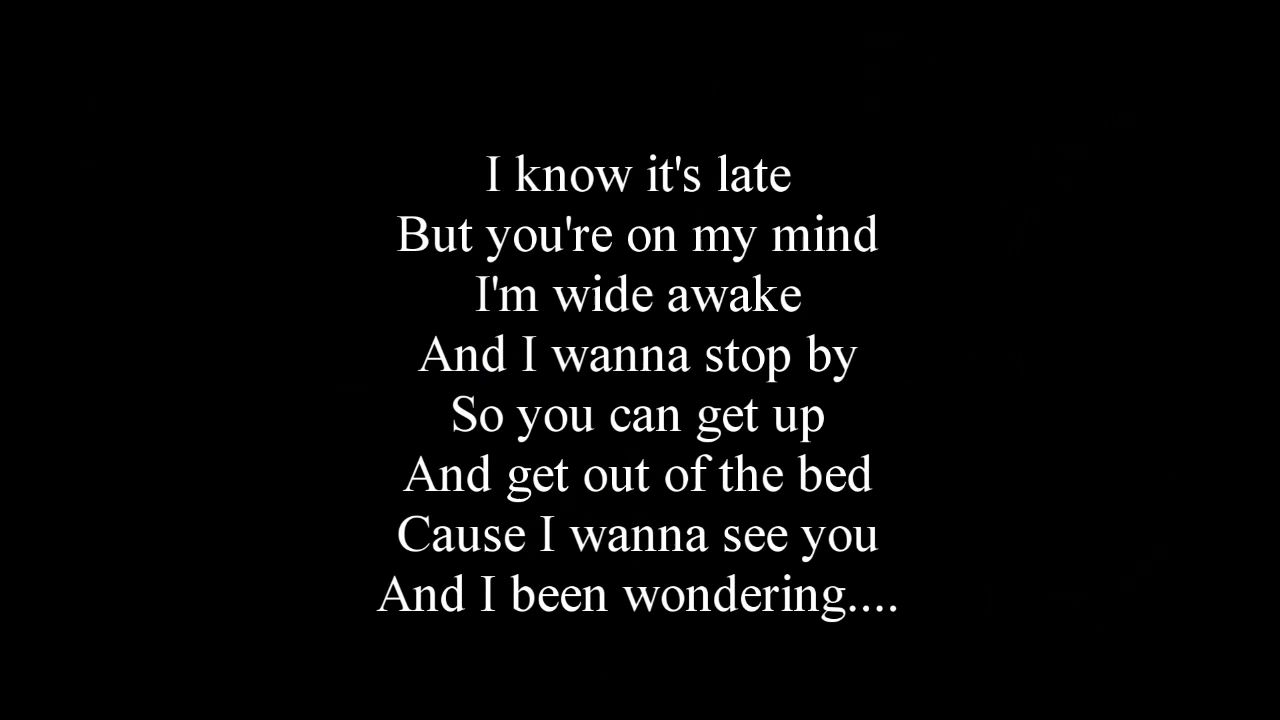 I know it's late
But you're on my mind
I'm wide awake
And I wanna stop by
So you can get up
And get out of the bed
Cause I wanna see you
And I been wondering....